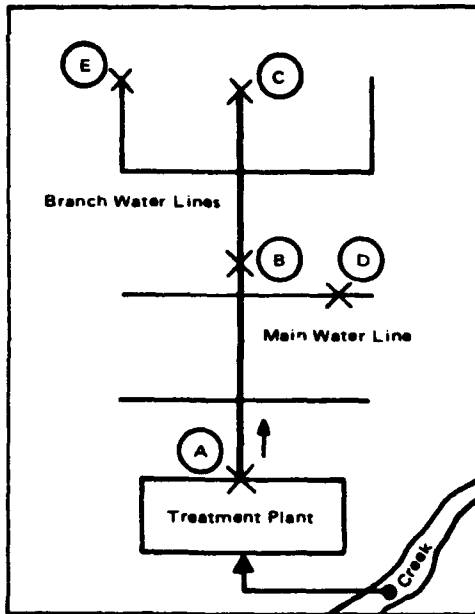 E
C
Branch Water Lines
B
D
Main Water Line
A
Treatment Plant
Creek